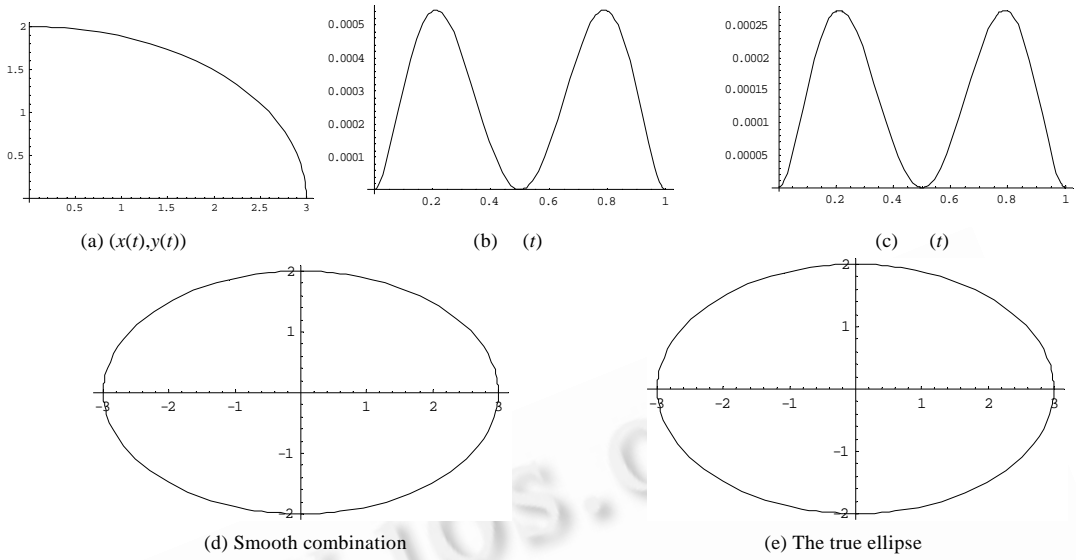 2
1.5
1
0.5
0.5 1 1.5 2 2.5 3
(a) (x(t),y(t))
0.0005
0.0004
0.0003
0.0002
0.0001
0.2 0.4 0.6 0.8 1
(b) (t)
0.00025
0.0002
0.00015
0.0001
0.00005
0.2 0.4 0.6 0.8 1
(c) (t)
2
1
-3 -2 -1 1 2 3
-1
-2
(d) Smooth combination
2
1
-3 -2 -1 1 2 3
-1
-2
(e) The true ellipse